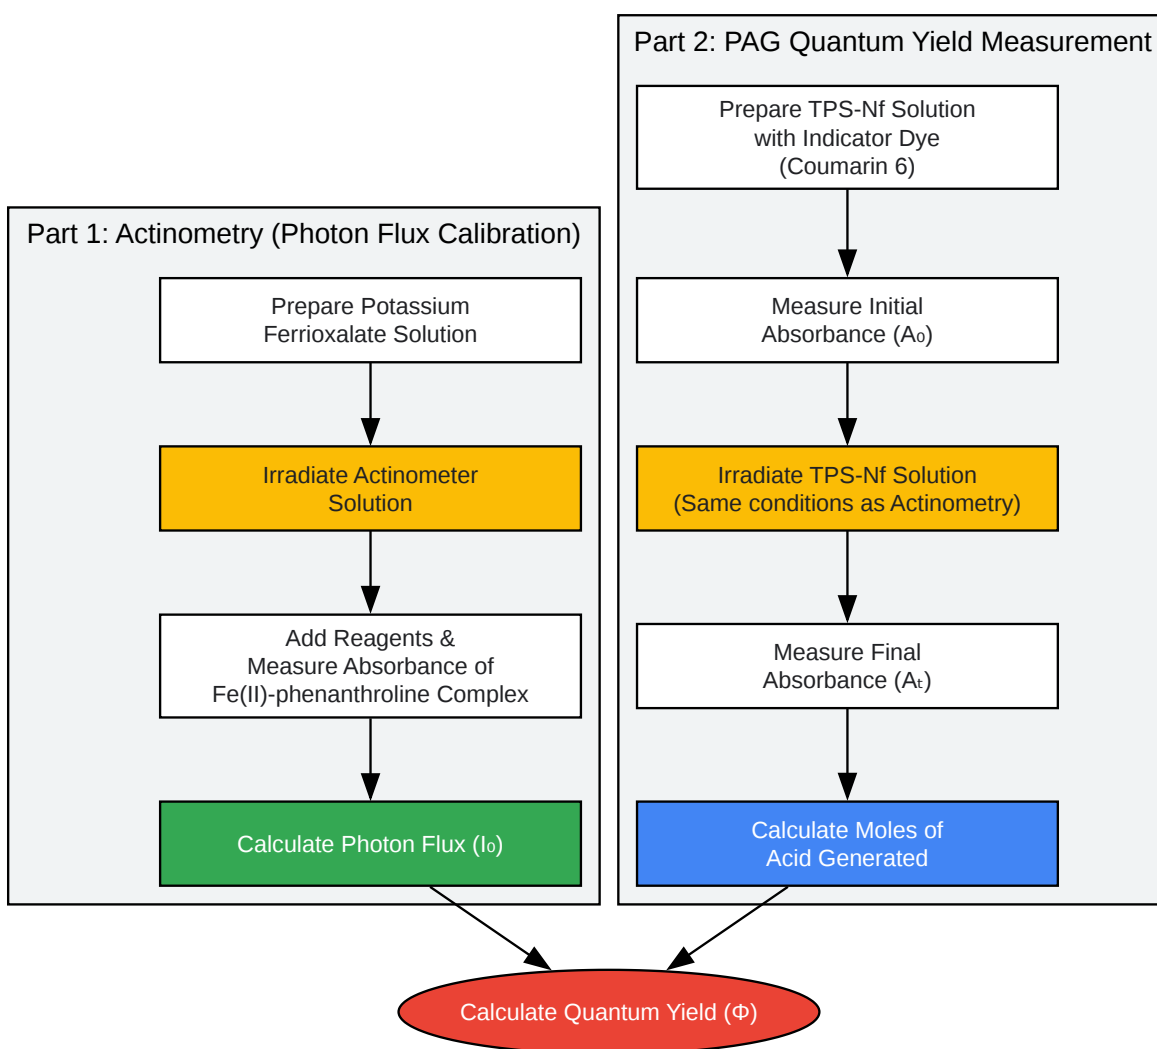 Part 1: Actinometry (Photon Flux Calibration)
Prepare Potassium
Ferrioxalate Solution
Irradiate Actinometer
Solution
Add Reagents &
Measure Absorbance of
Fe(II)-phenanthroline Complex
Calculate Photon Flux (I₀)
Part 2: PAG Quantum Yield Measurement
Prepare TPS-Nf Solution
with Indicator Dye
(Coumarin 6)
Measure Initial
Absorbance (A₀)
Irradiate TPS-Nf Solution
(Same conditions as Actinometry)
Measure Final
Absorbance (Aₜ)
Calculate Moles of
Acid Generated
Calculate Quantum Yield (Φ)